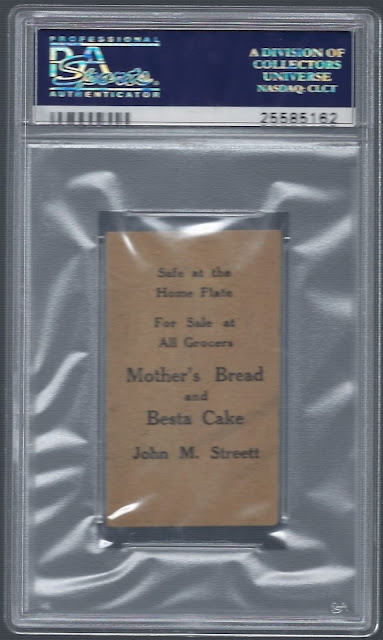 PROFESSIONAL
PSA
Sports
AUTHENTICATOR
A DIVISION OF
COLLECTORS
UNIVERSE
NASDAQ: CLCT
25585162
Safe at the
Home Plate
For Sale at
All Grocers
Mother's Bread
and
Besta Cake
John M. Streett